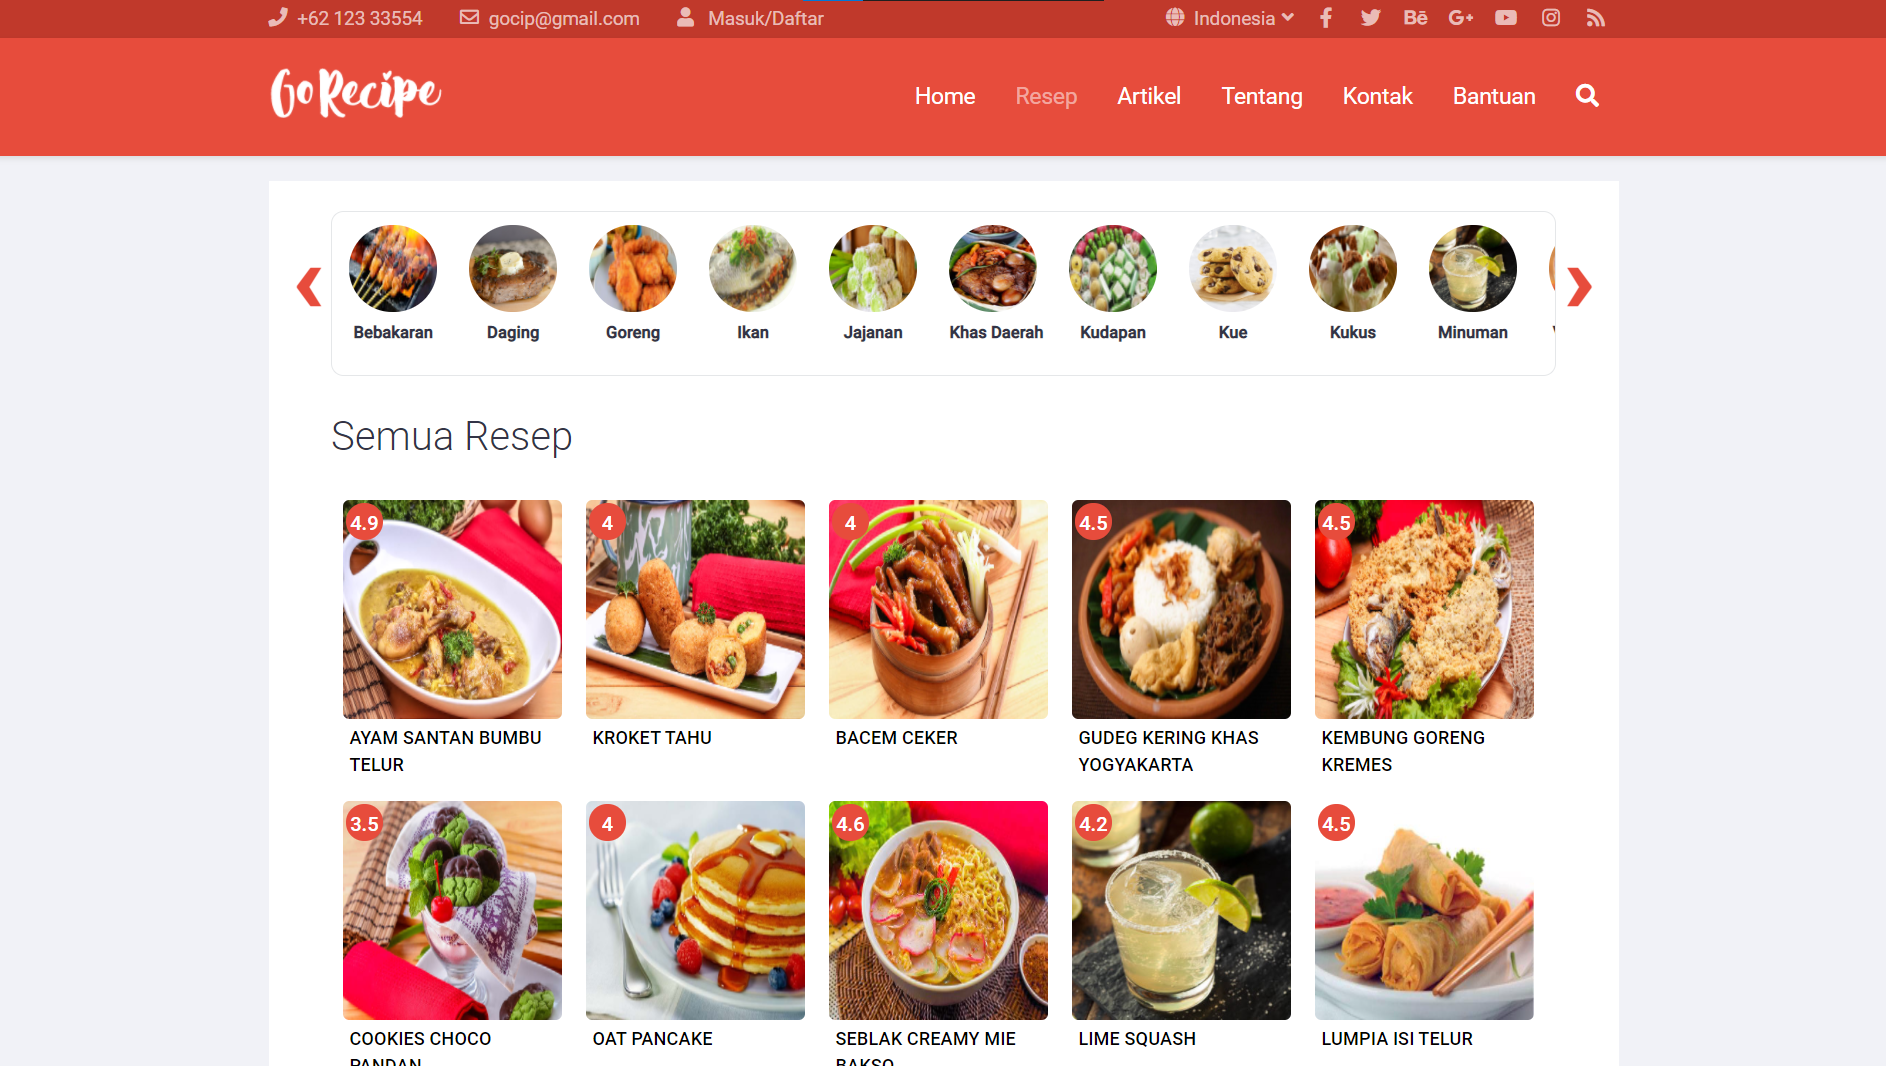 +62 123 33554 gocip@gmail.com Masuk/Daftar Indonesia
GoRecipe Home Resep Artikel Tentang Kontak Bantuan
Bebakaran Daging Goreng Ikan Jajanan Khas Daerah Kudapan Kue Kukus Minuman
Semua Resep
4.9 4 4 4.5 4.5
AYAM SANTAN BUMBU TELUR
KROKET TAHU
BACEM CEKER
GUDEG KERING KHAS YOGYAKARTA
KEMBUNG GORENG KREMES
3.5 4 4.6 4.2 4.5
COOKIES CHOCO PANDAN
OAT PANCAKE
SEBLAK CREAMY MIE BAKSO
LIME SQUASH
LUMPIA ISI TELUR